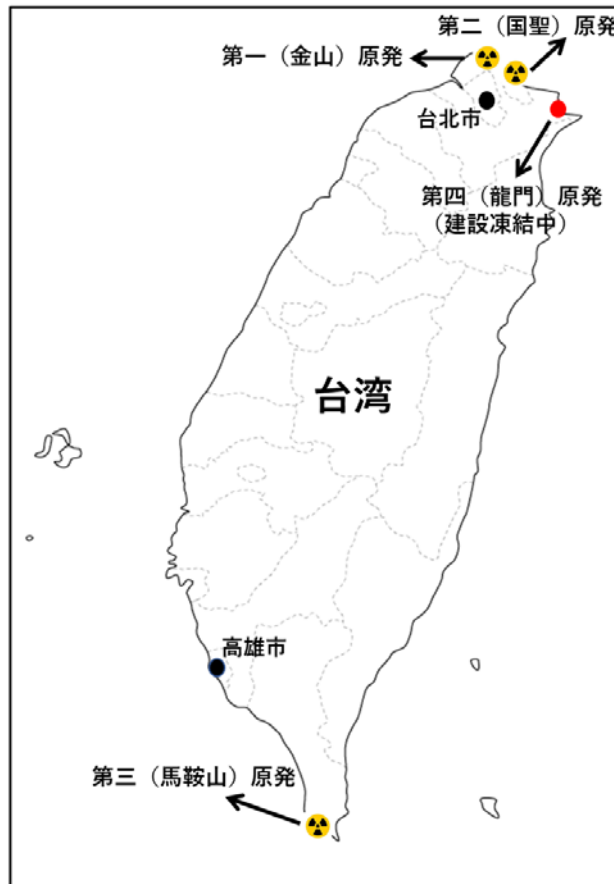 第二（国聖）原発
第一（金山）原発
台北市
第四（龍門）原発
（建設凍結中）
台湾
高雄市
第三（馬鞍山）原発